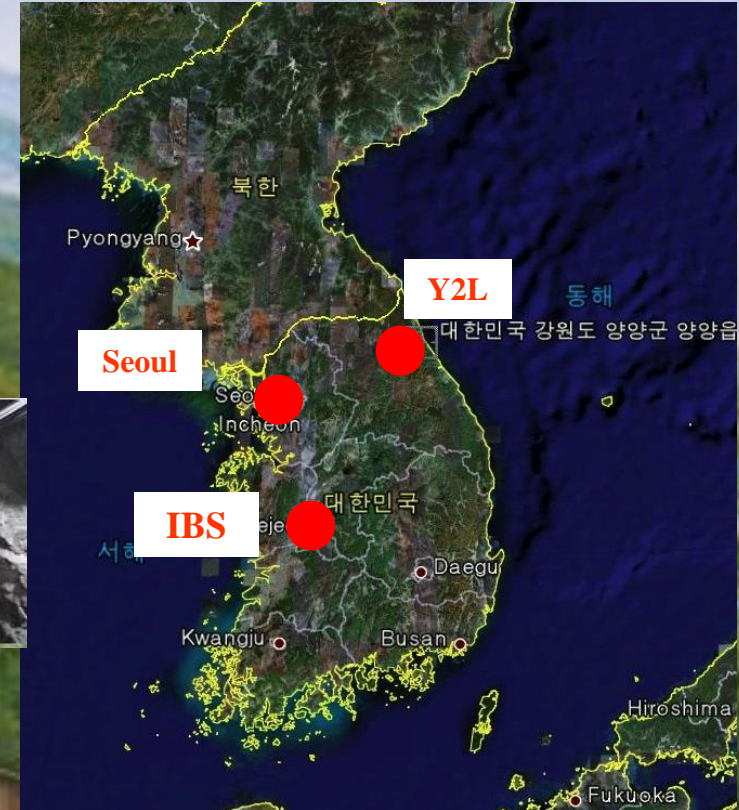 북한
Pyongyang
Y2L
동해
대한민국 강원도 양양군 양양읍
Seoul
Seo
Incheon
IBS
eje
대한민국
서해
Daegu
Kwangju
Busan
Hiroshima
Fukuoka